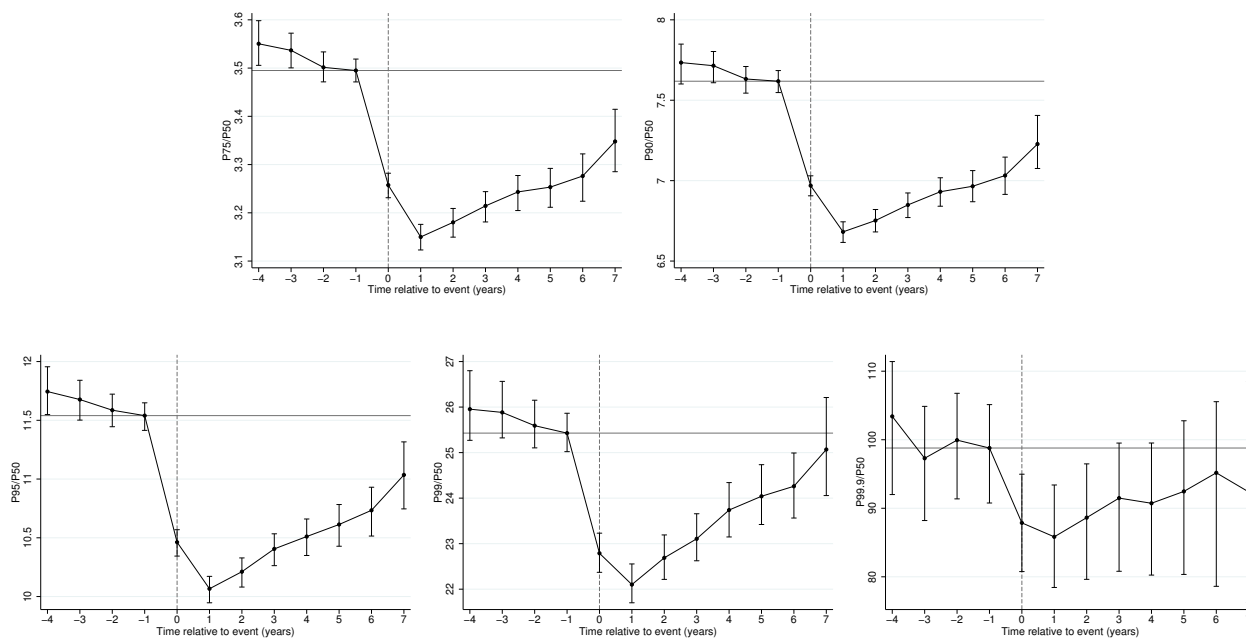 P75/P50
3.6
3.5
3.4
3.3
3.2
3.1
−4 −3 −2 −1 0 1 2 3 4 5 6 7
Time relative to event (years)
P90/P50
8
7.5
7
6.5
−4 −3 −2 −1 0 1 2 3 4 5 6 7
Time relative to event (years)
P95/P50
12
11.5
11
10.5
10
−4 −3 −2 −1 0 1 2 3 4 5 6 7
Time relative to event (years)
P99/P50
27
26
25
24
23
22
−4 −3 −2 −1 0 1 2 3 4 5 6 7
Time relative to event (years)
P99.9/P50
110
100
90
80
−4 −3 −2 −1 0 1 2 3 4 5 6
Time relative to event (years)